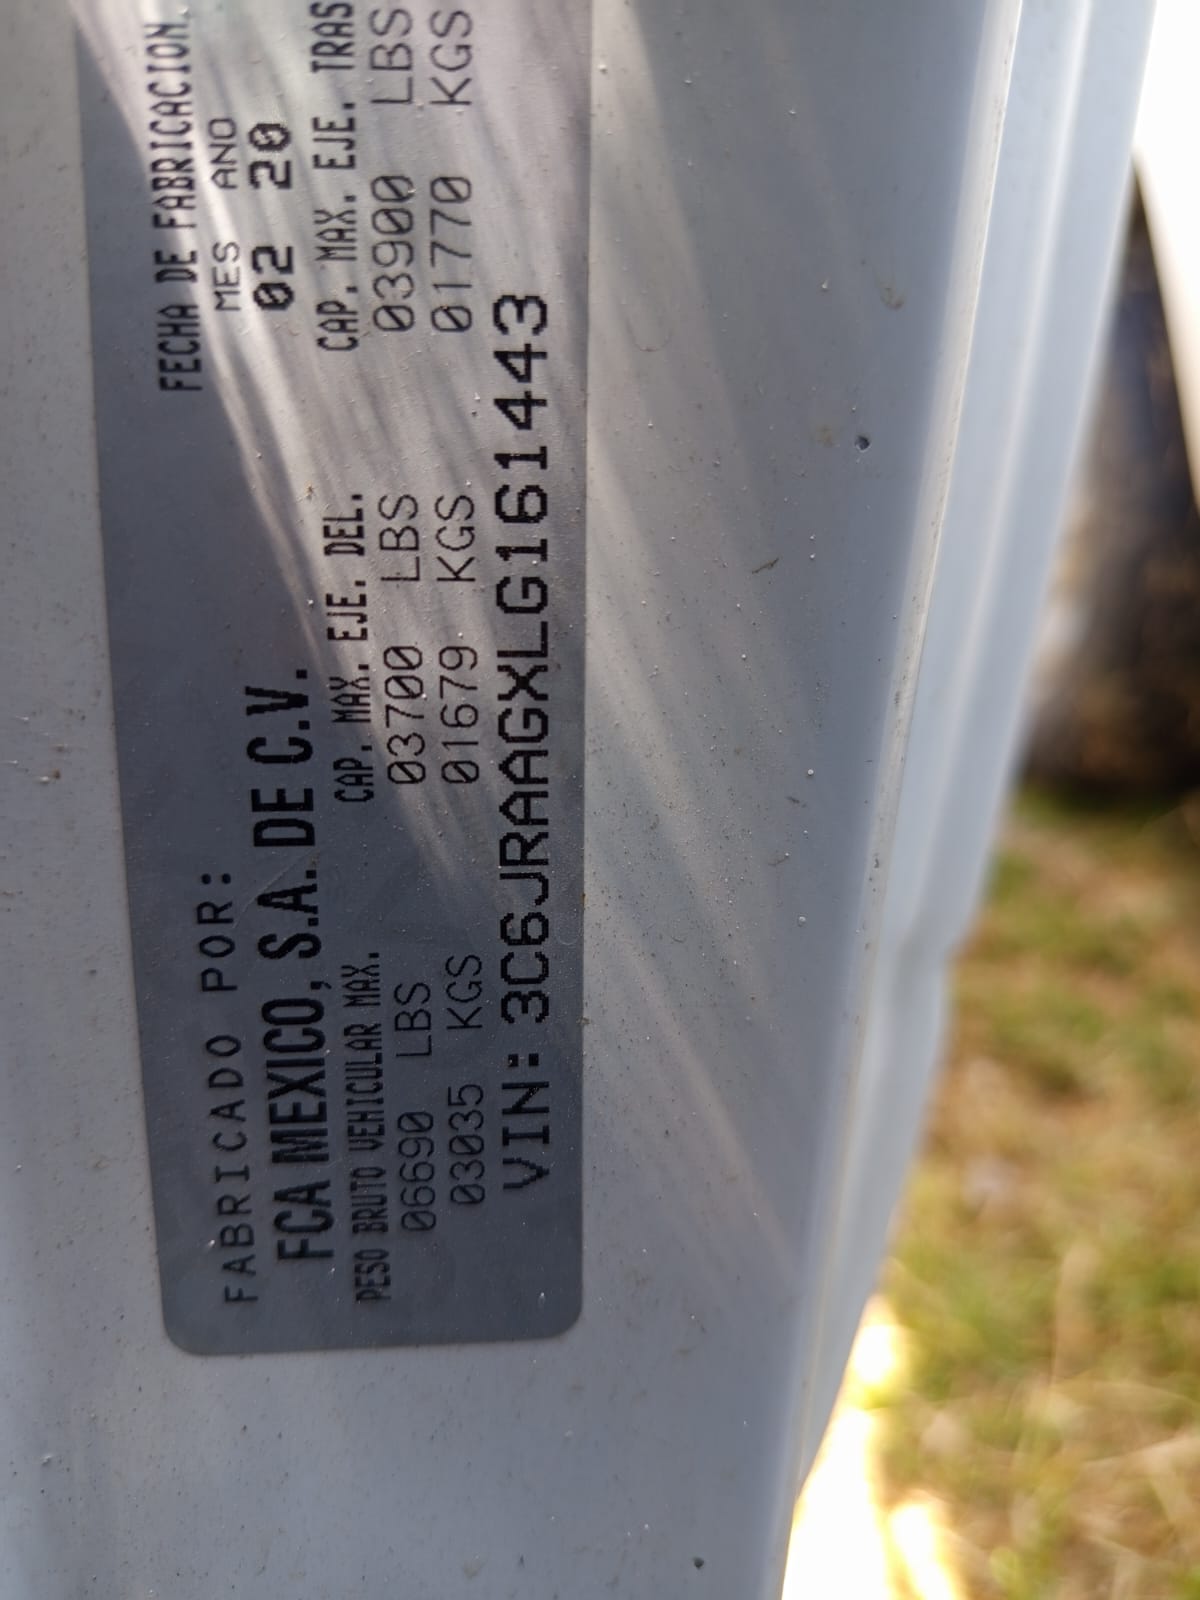 FABRICADO POR:
FCA MEXICO, S.A. DE C.V.
FECHA DE FABRICACION.
MES ANO
02 20
PESO BRUTO VEHICULAR MAX.
06690 LBS
03035 KGS
CAP. MAX. EJE. DEL.
03700 LBS
01679 KGS
CAP. MAX. EJE. TRAS
03900 LBS
01770 KGS
VIN: 3C6JRAAGXLG161443